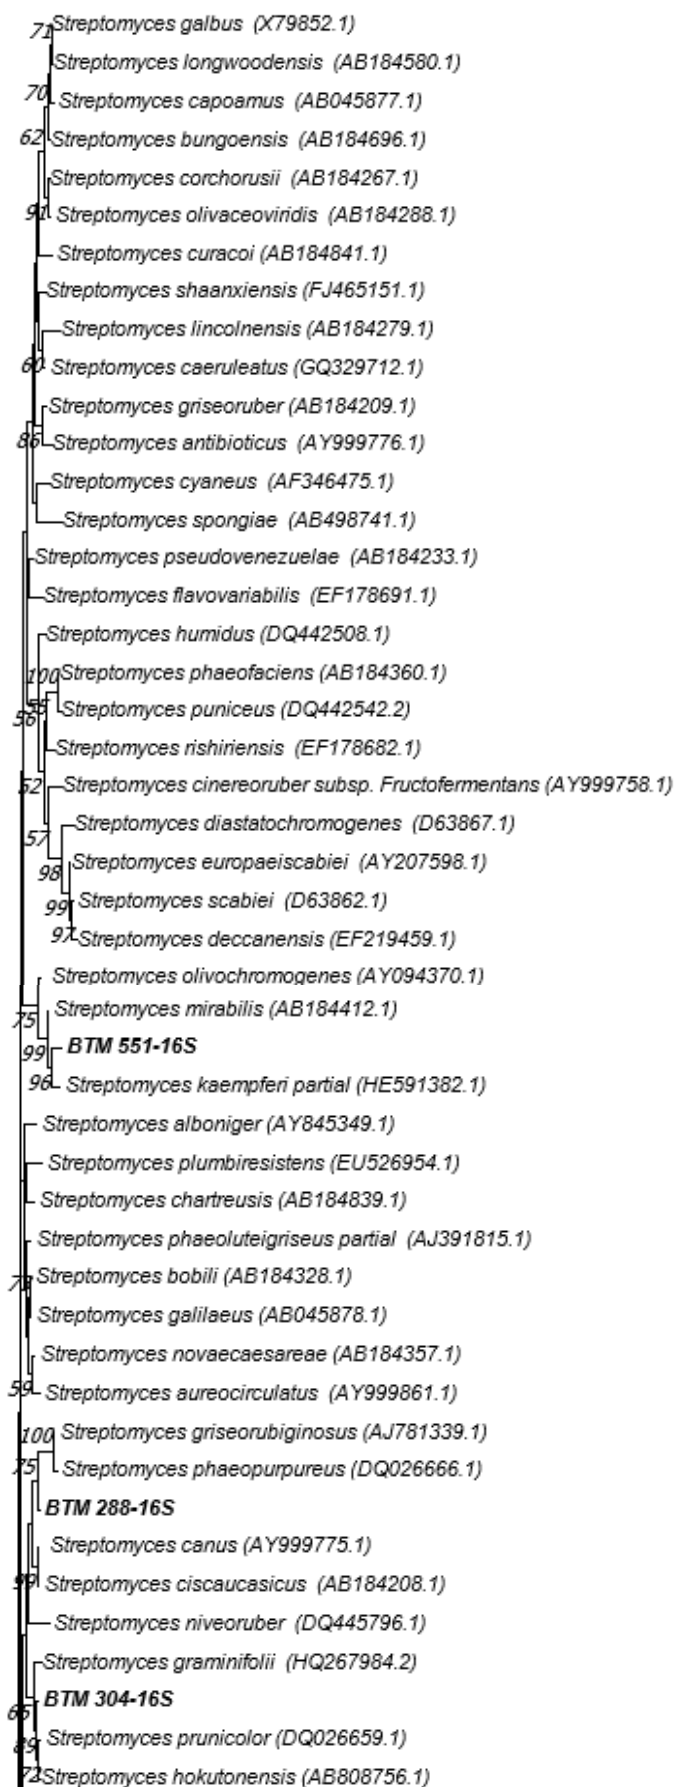 71 Streptomyces galbus (X79852.1)
Streptomyces longwoodensis (AB184580.1)
70 Streptomyces capoamus (AB045877.1)
62 Streptomyces bungoensis (AB184696.1)
Streptomyces corchorusii (AB184267.1)
91 Streptomyces olivaceoviridis (AB184288.1)
Streptomyces curacoi (AB184841.1)
Streptomyces shaanxiensis (FJ465151.1)
Streptomyces lincolnensis (AB184279.1)
60 Streptomyces caeruleatus (GQ329712.1)
Streptomyces griseoruber (AB184209.1)
86 Streptomyces antibioticus (AY999776.1)
Streptomyces cyaneus (AF346475.1)
Streptomyces spongiae (AB498741.1)
Streptomyces pseudovenezuelae (AB184233.1)
Streptomyces flavovariabilis (EF178691.1)
Streptomyces humidus (DQ442508.1)
100 Streptomyces phaeofaciens (AB184360.1)
56 Streptomyces puniceus (DQ442542.2)
Streptomyces rishiriensis (EF178682.1)
52 Streptomyces cinereoruber subsp. Fructofermentans (AY999758.1)
57 Streptomyces diastatochromogenes (D63867.1)
98 Streptomyces europaeiscabiei (AY207598.1)
99 Streptomyces scabiei (D63862.1)
97 Streptomyces deccanensis (EF219459.1)
Streptomyces olivochromogenes (AY094370.1)
75 Streptomyces mirabilis (AB184412.1)
99 BTM 551-16S
96 Streptomyces kaempferi partial (HE591382.1)
Streptomyces alboniger (AY845349.1)
Streptomyces plumbiresistens (EU526954.1)
Streptomyces chartreusis (AB184839.1)
Streptomyces phaeoluteigriseus partial (AJ391815.1)
Streptomyces bobili (AB184328.1)
Streptomyces galilaeus (AB045878.1)
Streptomyces novaecaesareae (AB184357.1)
59 Streptomyces aureocirculatus (AY999861.1)
100 Streptomyces griseorubiginosus (AJ781339.1)
75 Streptomyces phaeopurpureus (DQ026666.1)
BTM 288-16S
Streptomyces canus (AY999775.1)
99 Streptomyces ciscaucasicus (AB184208.1)
Streptomyces niveoruber (DQ445796.1)
Streptomyces graminifolii (HQ267984.2)
BTM 304-16S
89 Streptomyces prunicolor (DQ026659.1)
72 Streptomyces hokutonensis (AB808756.1)